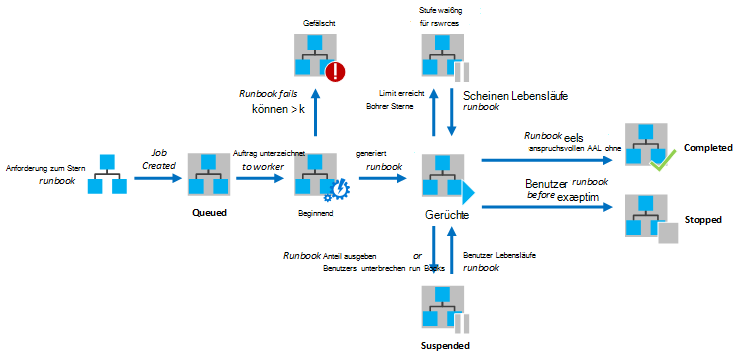 Gefälscht
Stufe wai6ng
für rswrces
Runbook fails
können > k
Limit erreicht
Bohrer Sterne
Scheinen Lebensläufe
runbook
Anforderung zum Stern
runbook
Job
Created
Queued
Auftrag unterzeichnet
to worker
Beginnend
generiert
runbook
Gerüchte
Runbook eels
anspruchsvollen AAL ohne
Completed
Benutzer runbook
before exæptim
Stopped
Runbook Anteil ausgeben or
Benutzers unterbrechen run Books
Benutzer Lebensläufe
runbook
Suspended